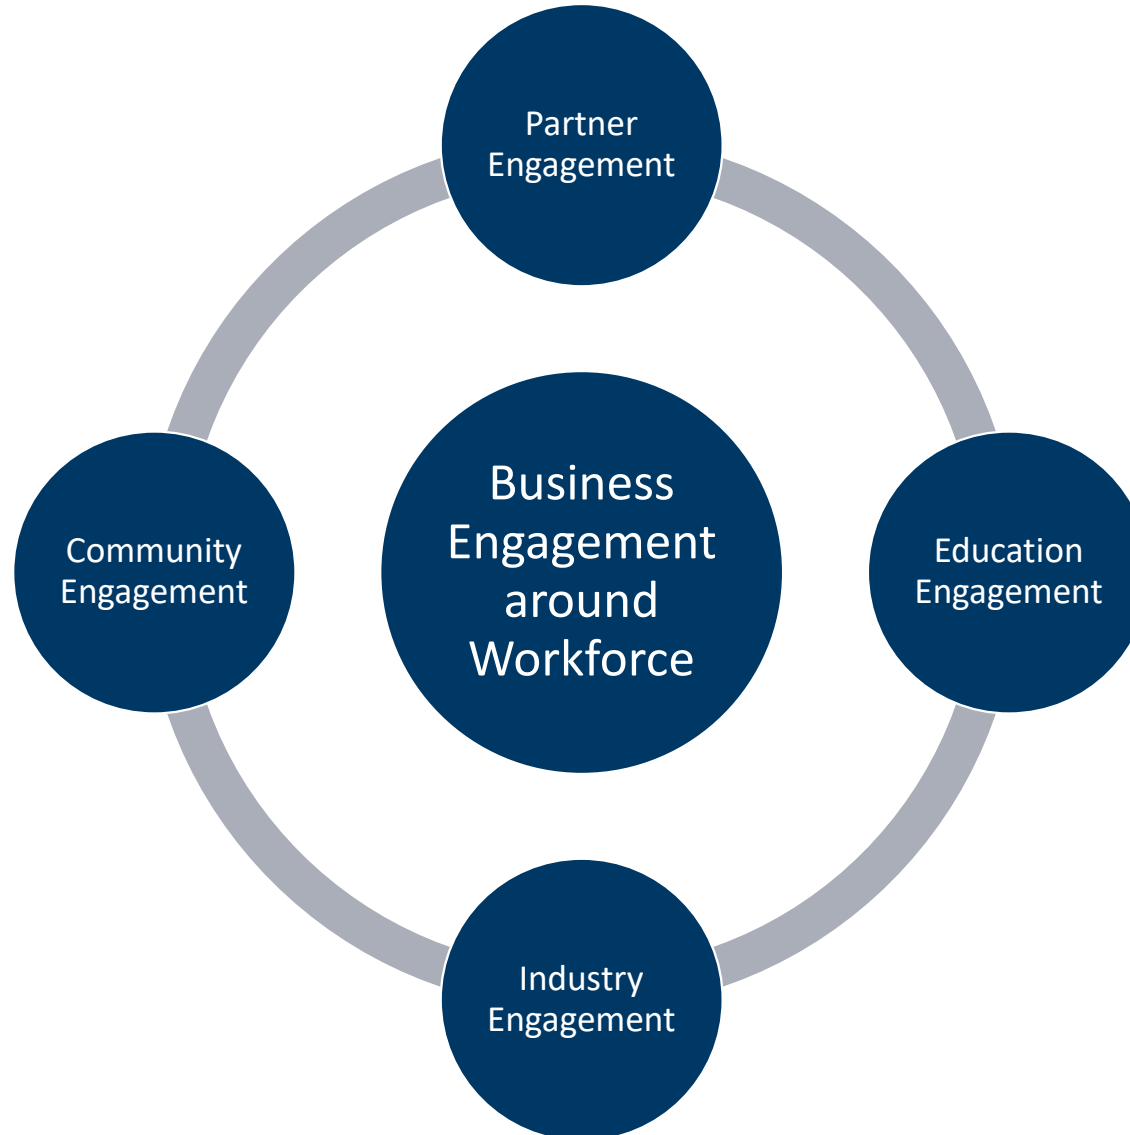 Partner
Engagement
Business
Engagement
around
Workforce
Community
Engagement
Education
Engagement
Industry
Engagement